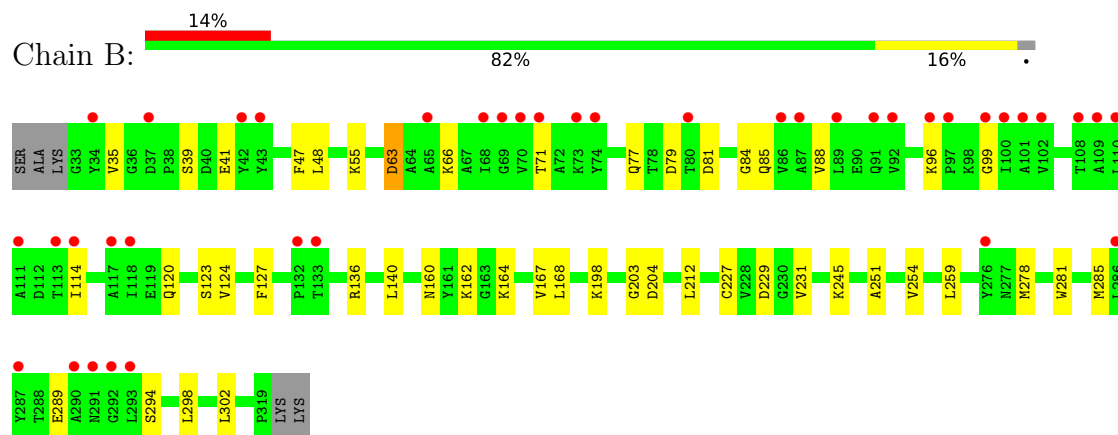 14%
Chain B:
82% 16% •
SER ALA LYS G33 Y34 V35 G36 D37 P38 S39 D40 E41 Y42 Y43 F47 L48 K55 D63 A64 A65 K66 A67 I68 G69 V70 T71 A72 K73 Y74 Q77 T78 D79 T80 D81 G84 Q85 V86 A87 V88 L89 E90 Q91 V92 K96 P97 K98 G99 I100 A101 V102 T108 A109 L110
A111 D112 T113 I114 A117 I118 E119 Q120 S123 V124 F127 P132 T133 R136 L140 N160 Y161 K162 G163 K164 V167 L168 K198 G203 D204 L212 C227 V228 D229 G230 V231 K245 A251 V254 L259 Y276 N277 M278 W281 M285 L286
Y287 T288 E289 A290 N291 G292 L293 S294 L298 L302 P319 LYS LYS